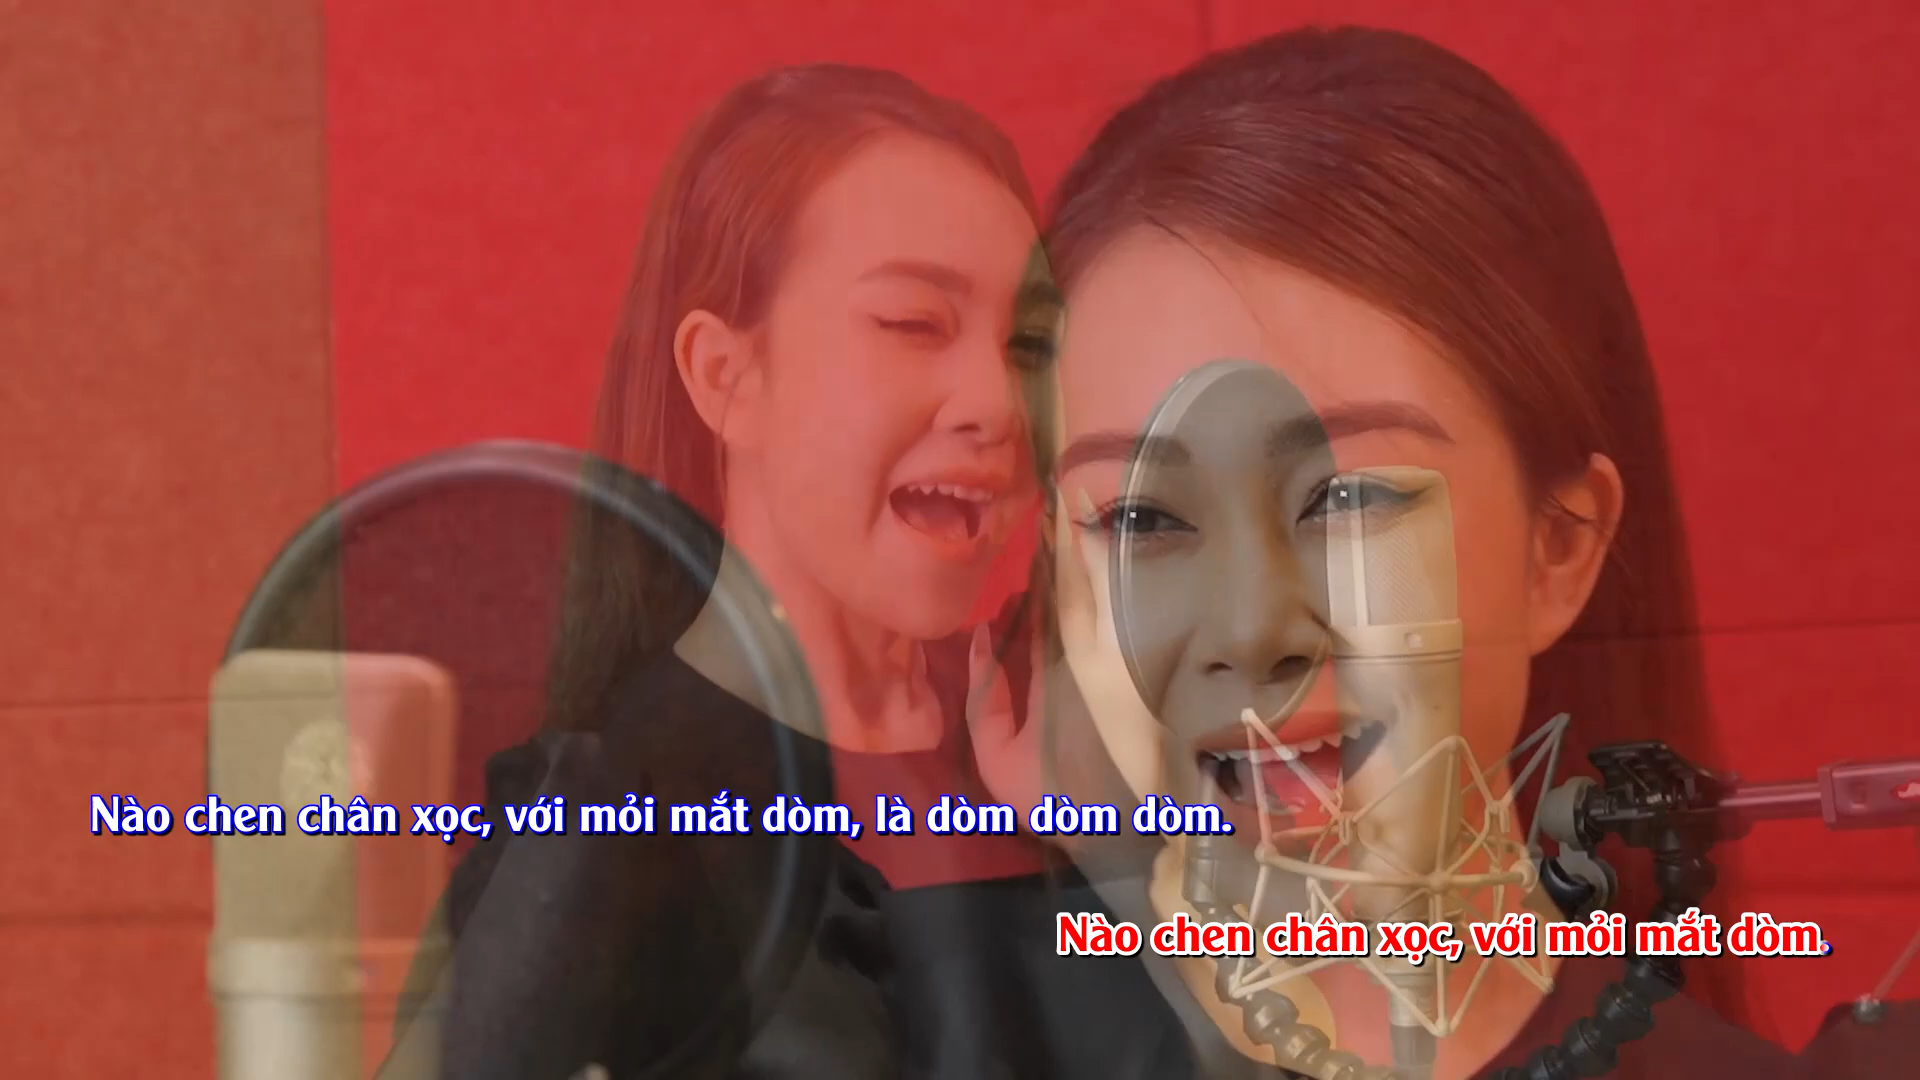 Nào chen chân xọc, với mỏi mắt dòm, là dòm dòm dòm.
Nào chen chân xọc, với mỏi mắt dòm.